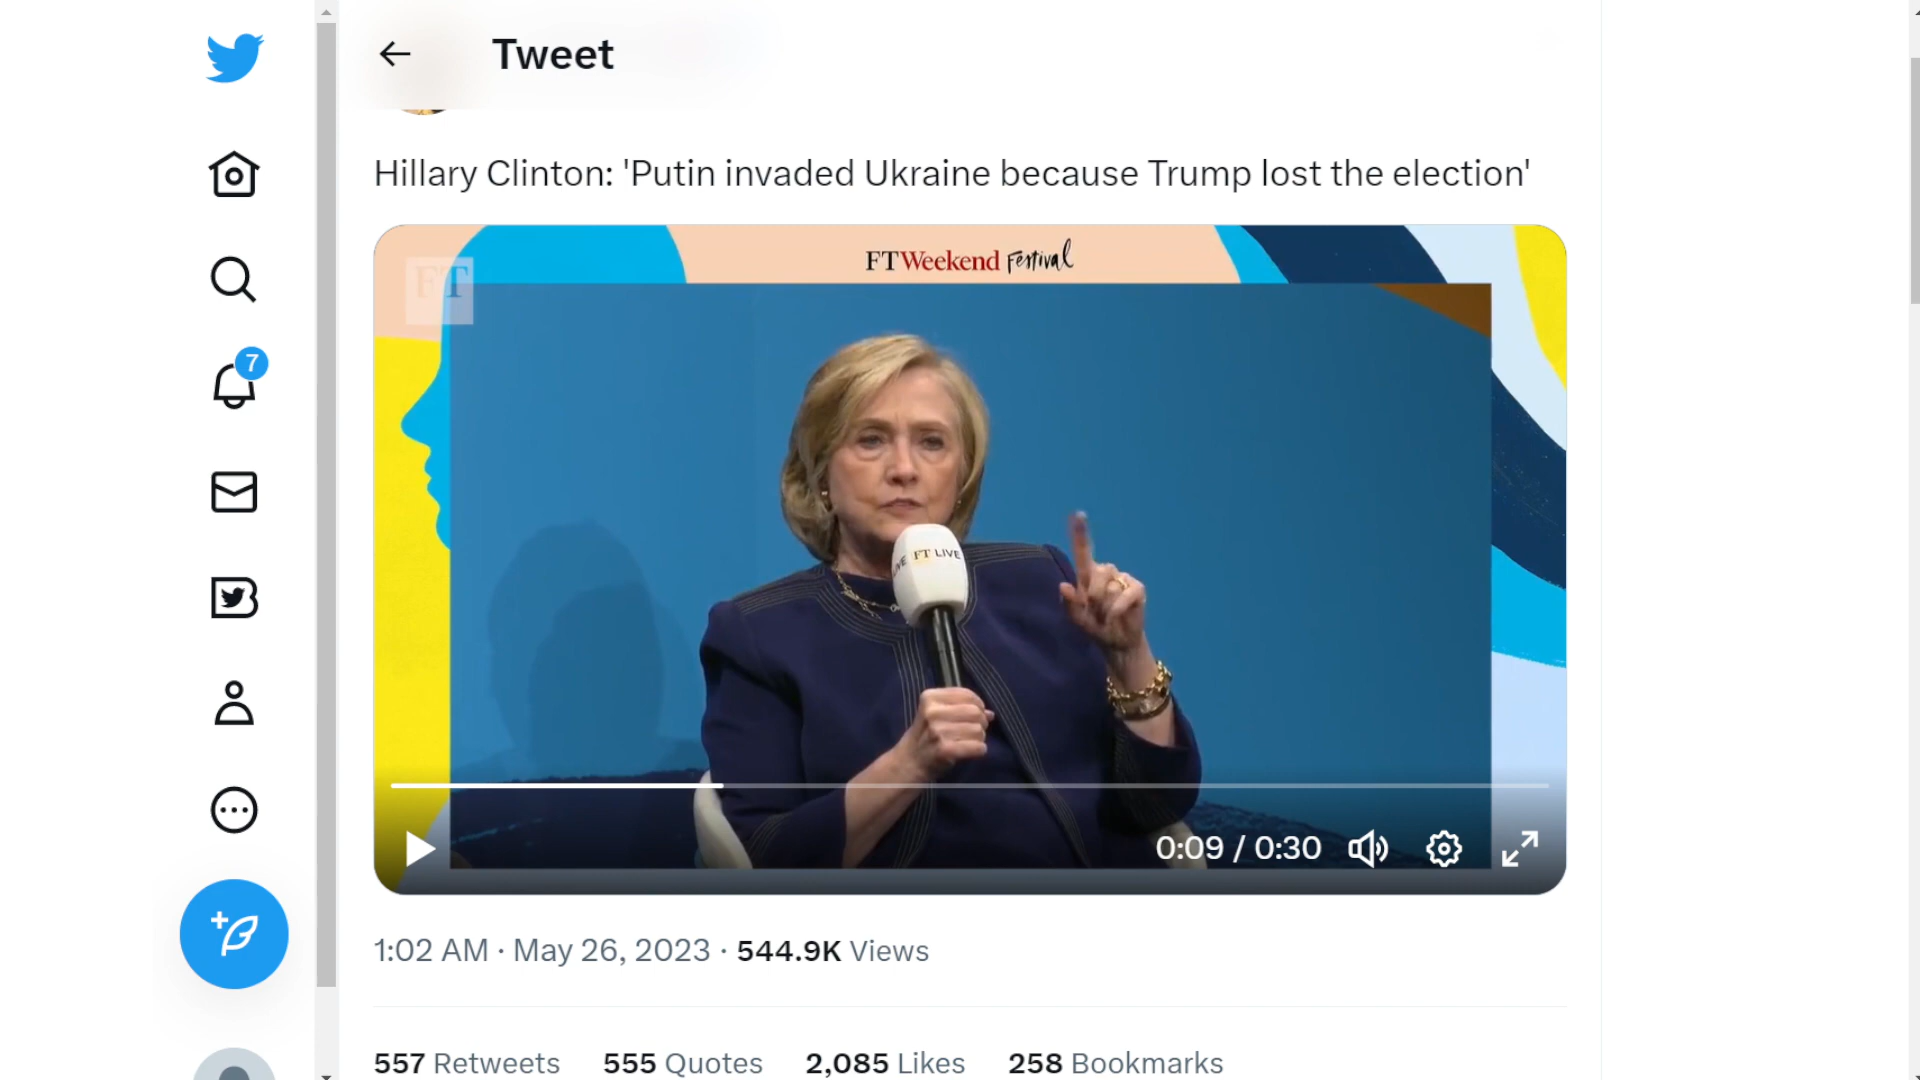 Tweet
Hillary Clinton: 'Putin invaded Ukraine because Trump lost the election'
FTWeekend Festival
FT
7
FT LIVE
0:09 / 0:30
1:02 AM · May 26, 2023 · 544.9K Views
557 Retweets 555 Quotes 2,085 Likes 258 Bookmarks